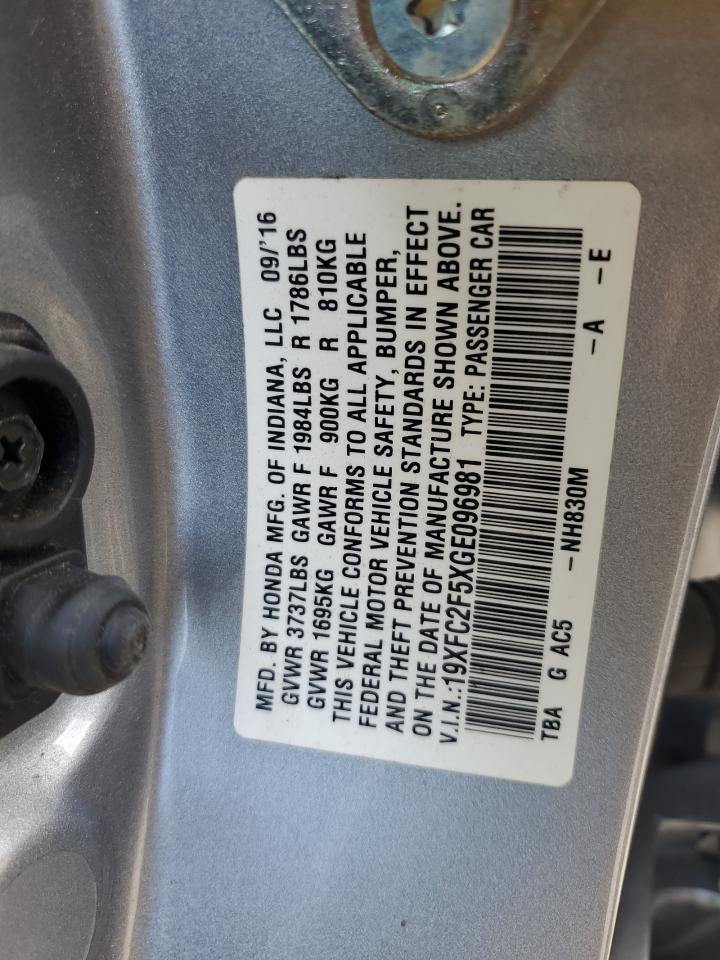 MFD. BY HONDA MFG. OF INDIANA, LLC 09/'16
GVWR 3737LBS GAWR F 1984LBS R 1786LBS
GVWR 1695KG GAWR F 900KG R 810KG
THIS VEHICLE CONFORMS TO ALL APPLICABLE
FEDERAL MOTOR VEHICLE SAFETY, BUMPER,
AND THEFT PREVENTION STANDARDS IN EFFECT
ON THE DATE OF MANUFACTURE SHOWN ABOVE.
V.I.N.:19XFC2F5XGE096981 TYPE: PASSENGER CAR
TBA G AC5 -NH830M -A -E